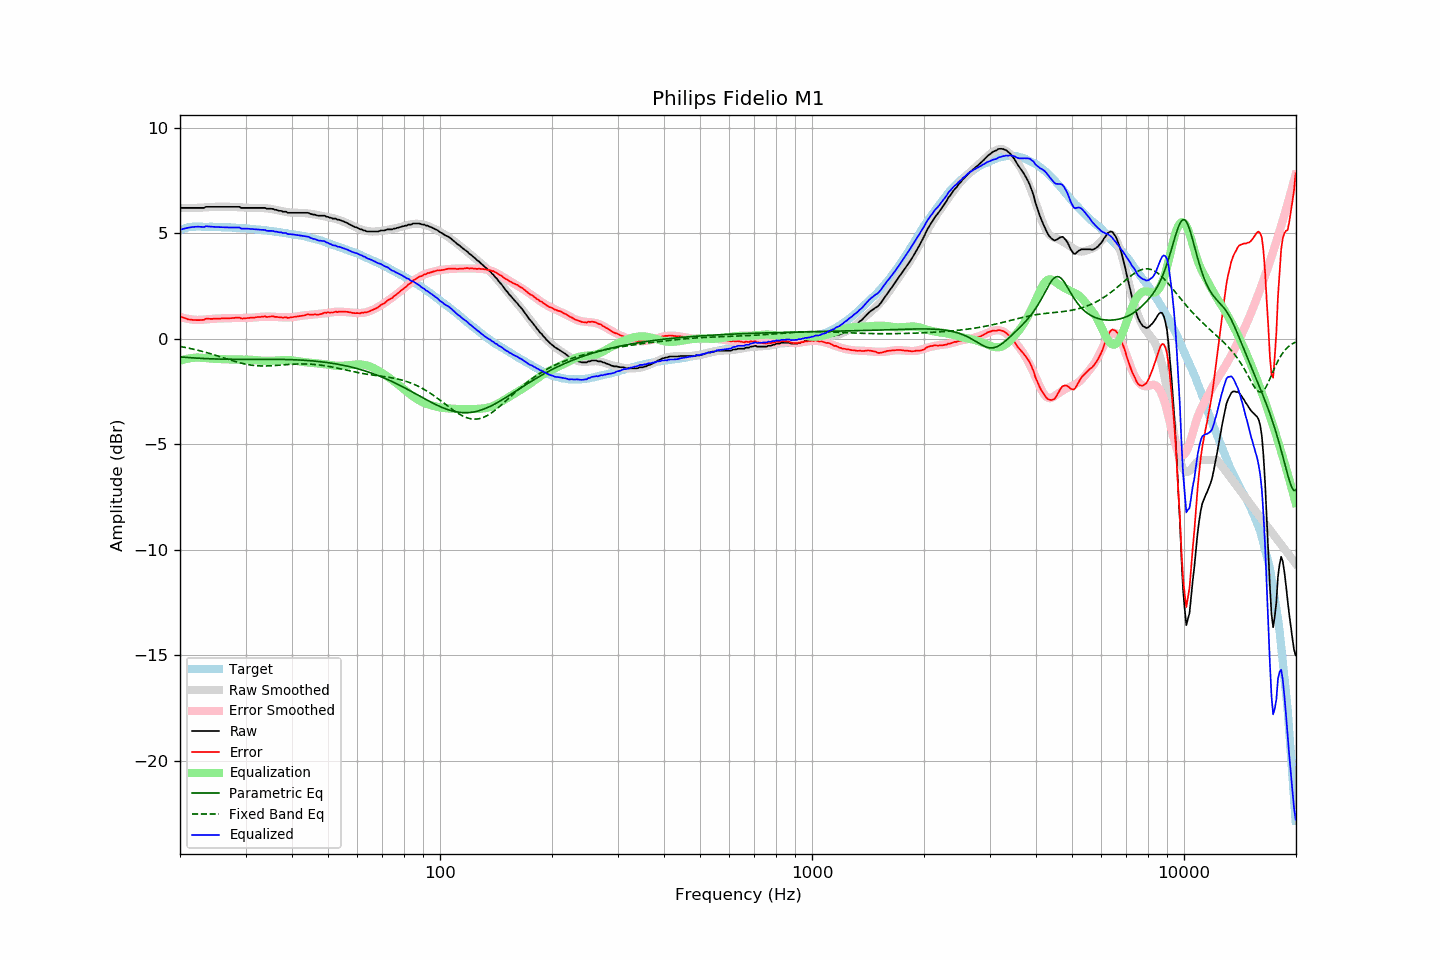 Philips Fidelio M1
Amplitude (dBr)
10
5
0
−5
−10
−15
−20
Target
Raw Smoothed
Error Smoothed
Raw
Error
Equalization
Parametric Eq
Fixed Band Eq
Equalized
100 1000 10000
Frequency (Hz)